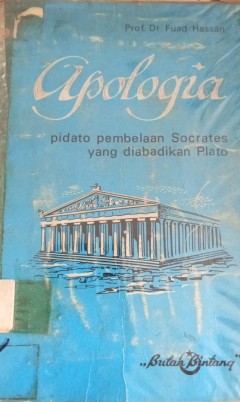 Prof. Dr. Fuad Hassan
Apologia
pidato pembelaan Socrates
yang diabadikan Plato
„Bulan Bintang"